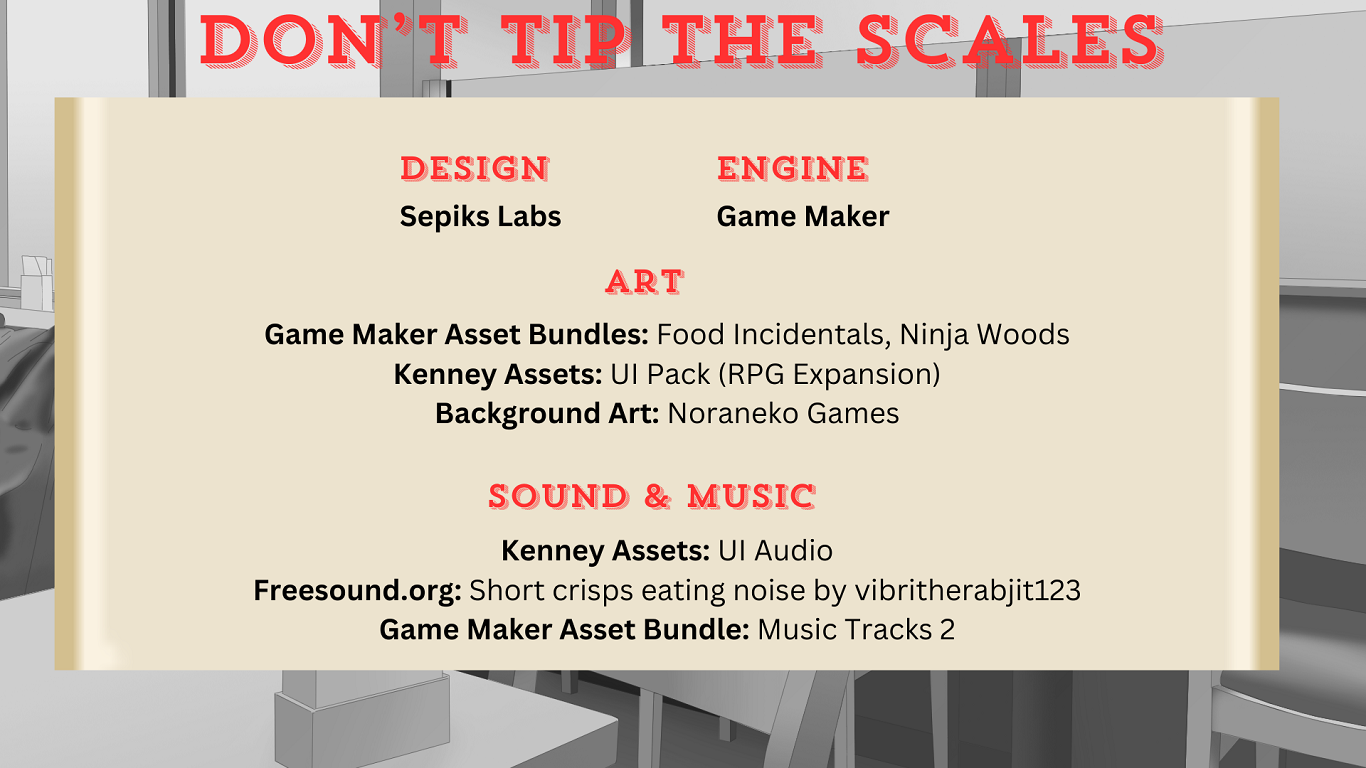 DON'T TIP THE SCALES
DESIGN
Sepiks Labs
ENGINE
Game Maker
ART
Game Maker Asset Bundles: Food Incidentals, Ninja Woods
Kenney Assets: UI Pack (RPG Expansion)
Background Art: Noraneko Games
SOUND & MUSIC
Kenney Assets: UI Audio
Freesound.org: Short crisps eating noise by vibritherabjit123
Game Maker Asset Bundle: Music Tracks 2